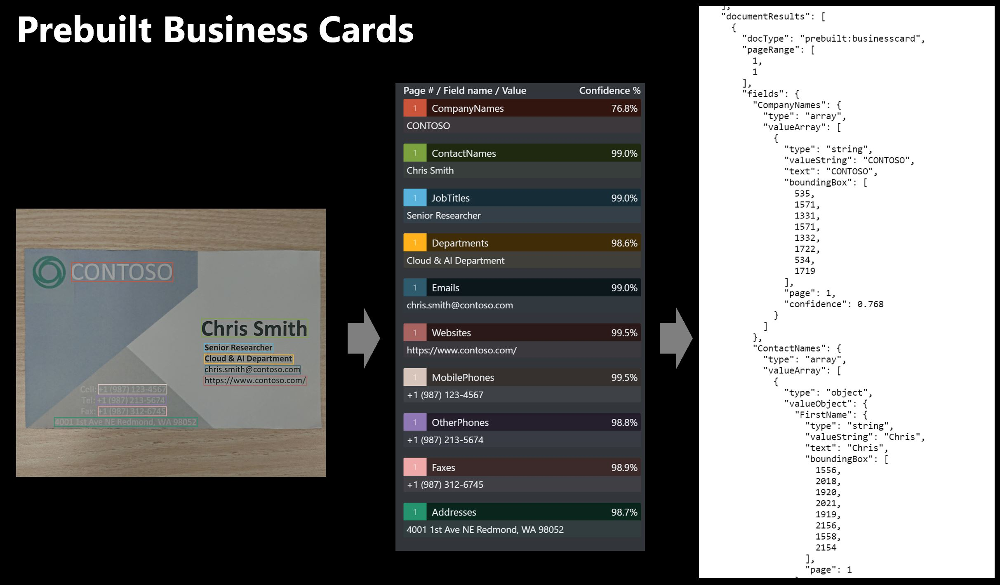 Prebuilt Business Cards
CONTOSO
Chris Smith
Senior Researcher
Cloud & AI Department
chris.smith@contoso.com
https://www.contoso.com/
Cell: +1 (987) 123-4567
Tel: +1 (987) 213-5674
Fax: +1 (987) 312-6745
4001 1st Ave NE Redmond, WA 98052
Page # / Field name / Value Confidence %
1 CompanyNames 76.8%
CONTOSO
1 ContactNames 99.0%
Chris Smith
1 JobTitles 99.0%
Senior Researcher
1 Departments 98.6%
Cloud & Al Department
1 Emails 99.0%
chris.smith@contoso.com
1 Websites 99.5%
https://www.contoso.com/
1 MobilePhones 99.5%
+1 (987) 123-4567
1 OtherPhones 98.8%
+1 (987) 213-5674
1 Faxes 98.9%
+1 (987) 312-6745
1 Addresses 98.7%
4001 1st Ave NE Redmond, WA 98052
],
"documentResults": [
{
"docType": "prebuilt:businesscard",
"pageRange": [
1,
1
],
"fields": {
"CompanyNames": {
"type": "array",
"valueArray": [
{
"type": "string",
"valueString": "CONTOSO",
"text": "CONTOSO",
"boundingBox": [
535,
1571,
1331,
1571,
1332,
1722,
534,
1719
],
"page": 1,
"confidence": 0.768
}
]
},
"ContactNames": {
"type": "array",
"valueArray": [
{
"type": "object",
"valueObject": {
"FirstName": {
"type": "string",
"valueString": "Chris",
"text": "Chris",
"boundingBox": [
1556,
2018,
1920,
2021,
1919,
2156,
1558,
2154
],
"page": 1